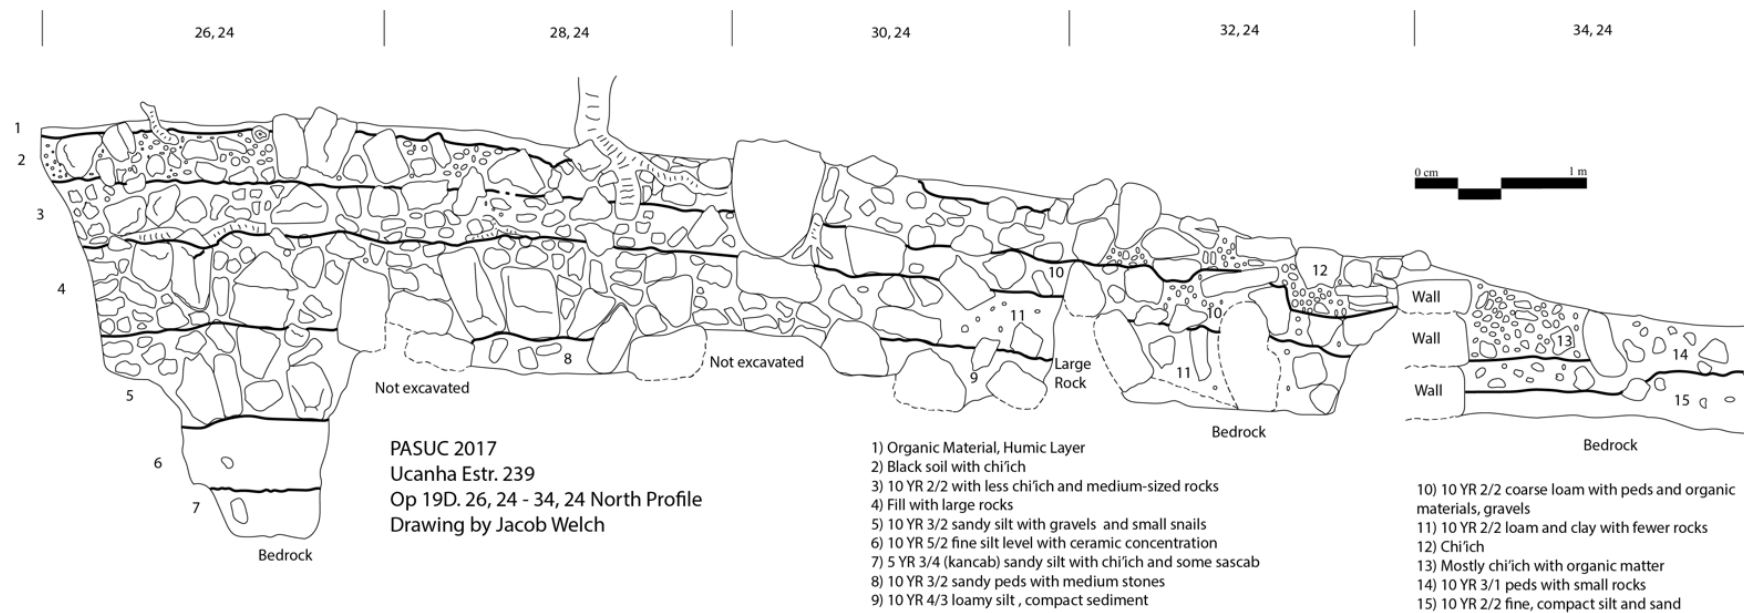 26, 24
28, 24
30, 24
32, 24
34, 24
0 cm
1 m
1
2
3
4
5
6
7
8
9
10
11
10
11
12
13
14
15
Wall
Wall
Wall
Not excavated
Not excavated
Large
Rock
Bedrock
Bedrock
Bedrock
PASUC 2017
Ucanha Estr. 239
Op 19D. 26, 24 - 34, 24 North Profile
Drawing by Jacob Welch
1) Organic Material, Humic Layer
2) Black soil with chi'ich
3) 10 YR 2/2 with less chi'ich and medium-sized rocks
4) Fill with large rocks
5) 10 YR 3/2 sandy silt with gravels and small snails
6) 10 YR 5/2 fine silt level with ceramic concentration
7) 5 YR 3/4 (kancab) sandy silt with chi'ich and some sascab
8) 10 YR 3/2 sandy peds with medium stones
9) 10 YR 4/3 loamy silt , compact sediment
10) 10 YR 2/2 coarse loam with peds and organic
materials, gravels
11) 10 YR 2/2 loam and clay with fewer rocks
12) Chi'ich
13) Mostly chi'ich with organic matter
14) 10 YR 3/1 peds with small rocks
15) 10 YR 2/2 fine, compact silt and sand